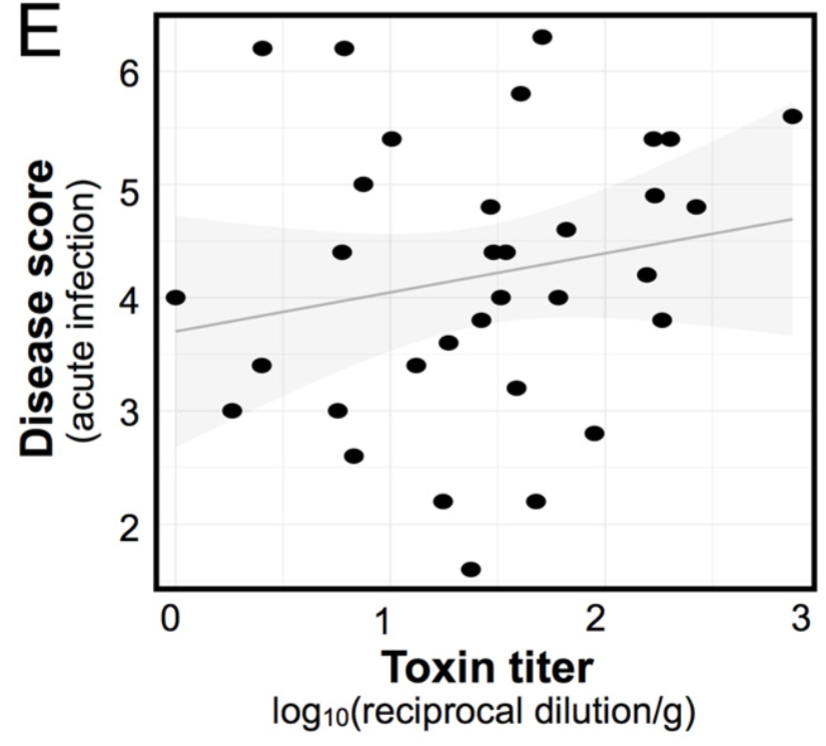 E
6
5
4
3
2
Disease score
(acute infection)
0 1 2 3
Toxin titer
log₁₀(reciprocal dilution/g)